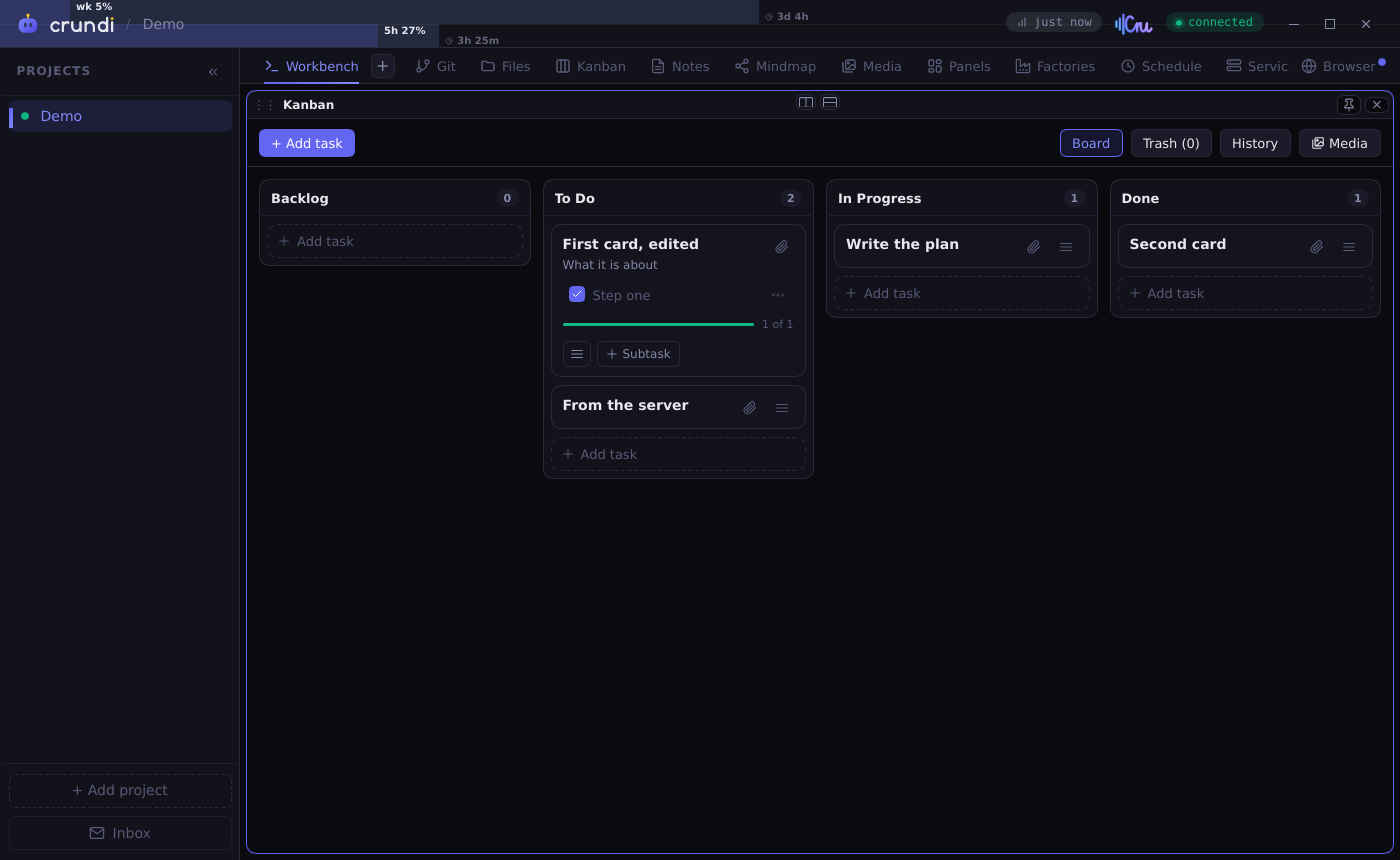 wk 5%
3d 4h
crundi / Demo
5h 27%
3h 25m
just now
Cru
connected
PROJECTS
Workbench
Git
Files
Kanban
Notes
Mindmap
Media
Panels
Factories
Schedule
Servic
Browser
Demo
Kanban
+ Add task
Board
Trash (0)
History
Media
Backlog
0
+ Add task
To Do
2
First card, edited
What it is about
Step one
1 of 1
+ Subtask
From the server
+ Add task
In Progress
1
Write the plan
+ Add task
Done
1
Second card
+ Add task
+ Add project
Inbox